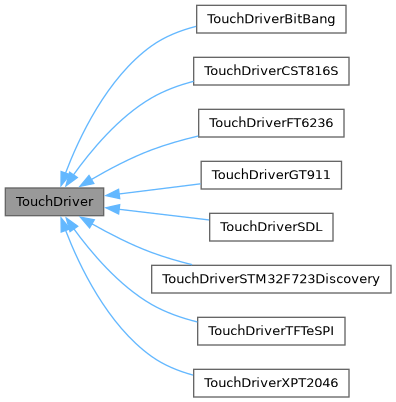 TouchDriverBitBang
TouchDriverCST816S
TouchDriverFT6236
TouchDriverGT911
TouchDriver
TouchDriverSDL
TouchDriverSTM32F723Discovery
TouchDriverTFTeSPI
TouchDriverXPT2046